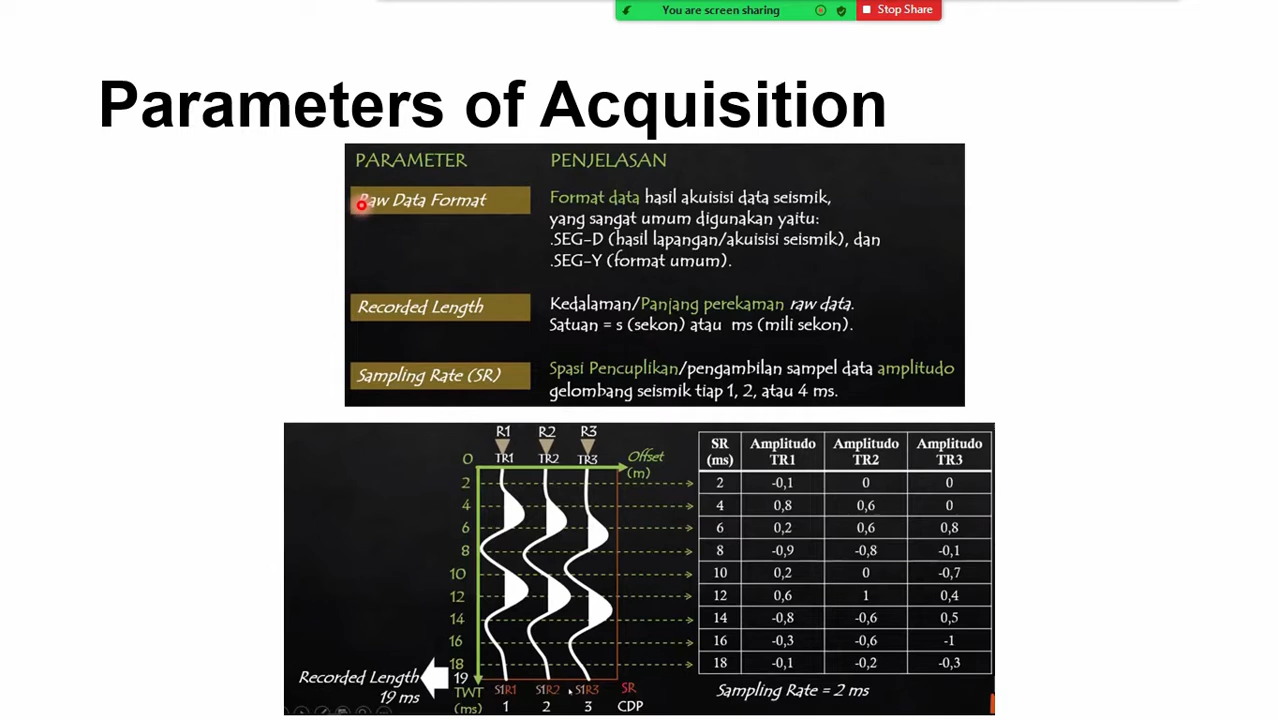 You are screen sharing
Stop Share
Parameters of Acquisition
PARAMETER PENJELASAN
Raw Data Format Format data hasil akuisisi data seismik,
yang sangat umum digunakan yaitu:
.SEG-D (hasil lapangan/akuisisi seismik), dan
.SEG-Y (format umum).
Recorded Length Kedalaman/Panjang perekaman raw data.
Satuan = s (sekon) atau ms (mili sekon).
Sampling Rate (SR) Spasi Pencuplikan/pengambilan sampel data amplitudo
gelombang seismik tiap 1, 2, atau 4 ms.
R1 R2 R3
TR1 TR2 TR3
Offset
(m)
0
2
4
6
8
10
12
14
16
18
19
TWT
(ms)
Recorded Length
19 ms
S1R1 S1R2 S1R3 SR
1 2 3 CDP
SR (ms) Amplitudo TR1 Amplitudo TR2 Amplitudo TR3
2 -0,1 0 0
4 0,8 0,6 0
6 0,2 0,6 0,8
8 -0,9 -0,8 -0,1
10 0,2 0 -0,7
12 0,6 1 0,4
14 -0,8 -0,6 0,5
16 -0,3 -0,6 -1
18 -0,1 -0,2 -0,3
Sampling Rate = 2 ms